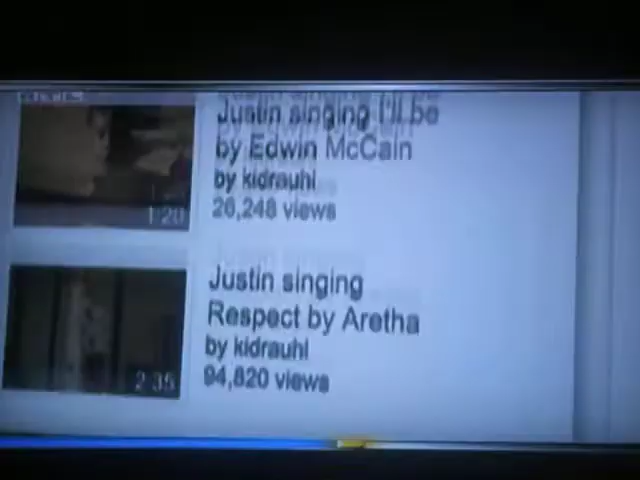 Justin singing I'll be
by Edwin McCain
by kidrauhl
26,248 views
1:20
Justin singing
Respect by Aretha
by kidrauhl
94,820 views
2:35